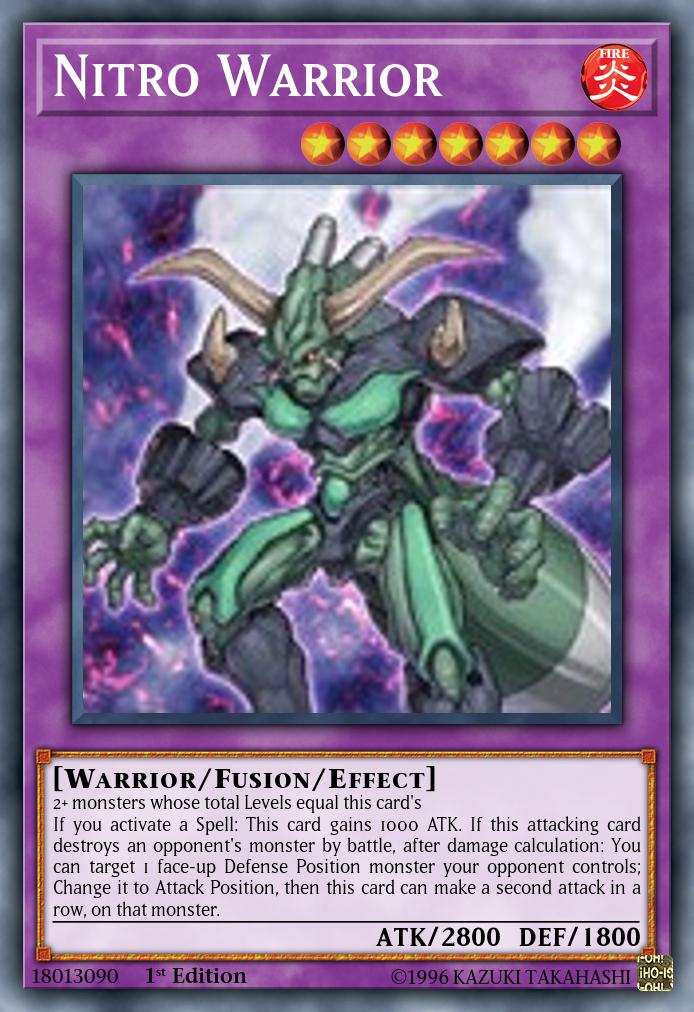 Nitro Warrior
FIRE
炎
[Warrior/Fusion/Effect]
2+ monsters whose total Levels equal this card's
If you activate a Spell: This card gains 1000 ATK. If this attacking card
destroys an opponent's monster by battle, after damage calculation: You
can target 1 face-up Defense Position monster your opponent controls;
Change it to Attack Position, then this card can make a second attack in a
row, on that monster.
ATK/2800 DEF/1800
18013090 1st Edition ©1996 KAZUKI TAKAHASHI